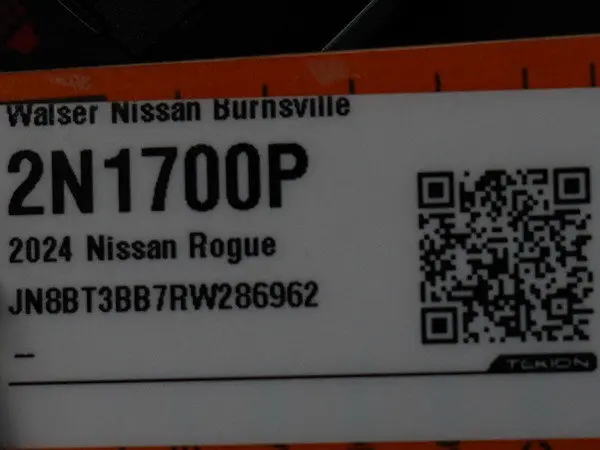 Walser Nissan Burnsville
2N1700P
2024 Nissan Rogue
JN8BT3BB7RW286962
–
TEKION